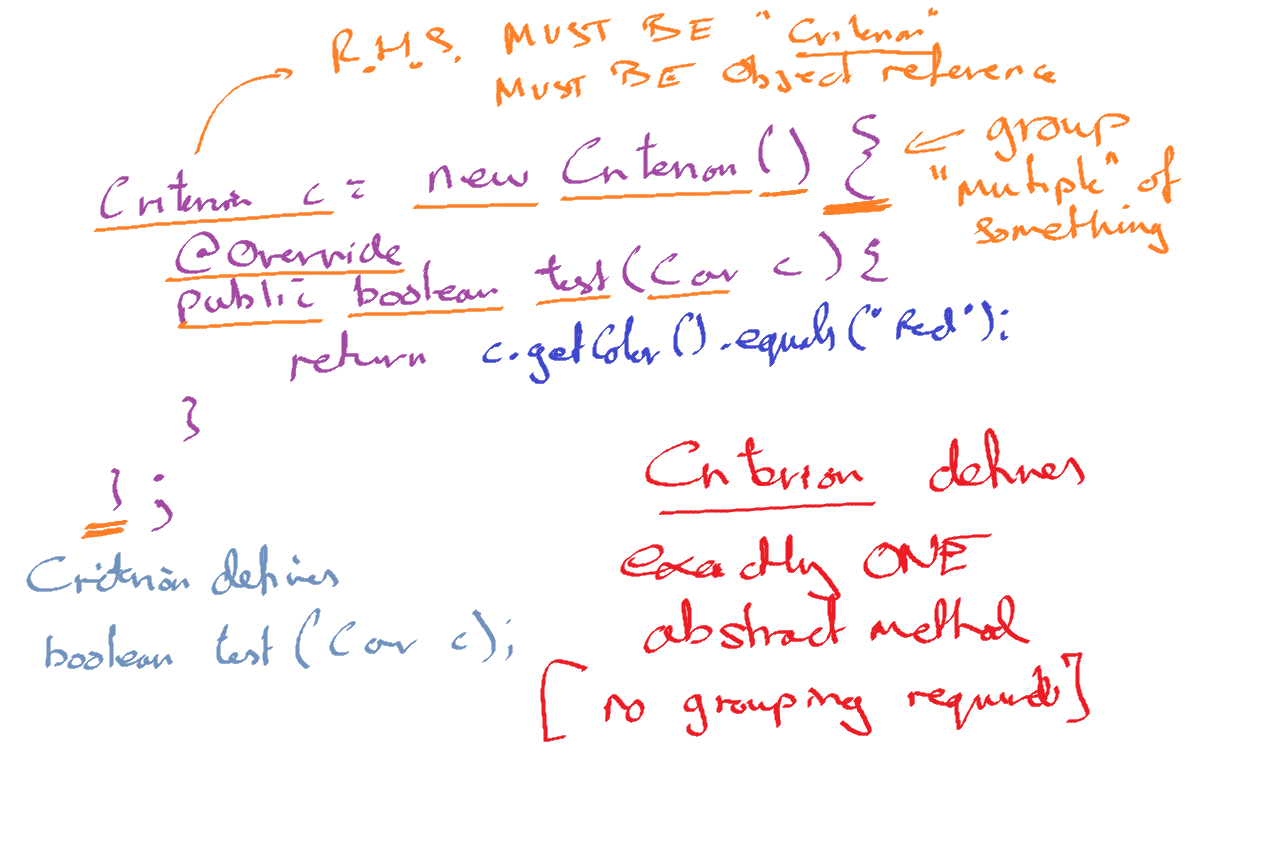 R.H.S. MUST BE "Criterion"
MUST BE Object reference
Criterion c = new Criterion() {
← group
"Mutiple" of
something
@Override
public boolean test(Car c) {
return c.getColor().equals("Red");
}
};
Criterion defines
boolean test(Car c);
Criterion defines
exactly ONE
abstract method
[no grouping required]